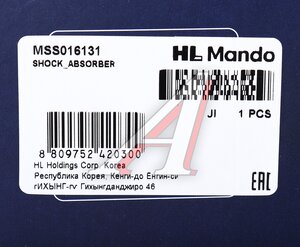 MSS016131
SHOCK_ABSORBER
HL Mando
JI 1 PCS
8 809752 420300
HL Holdings Corp. Korea
Республика Корея, Кенги-до Ёнгин-си
гиХЫНГ-гу Гихынгданджиро 46
EAC